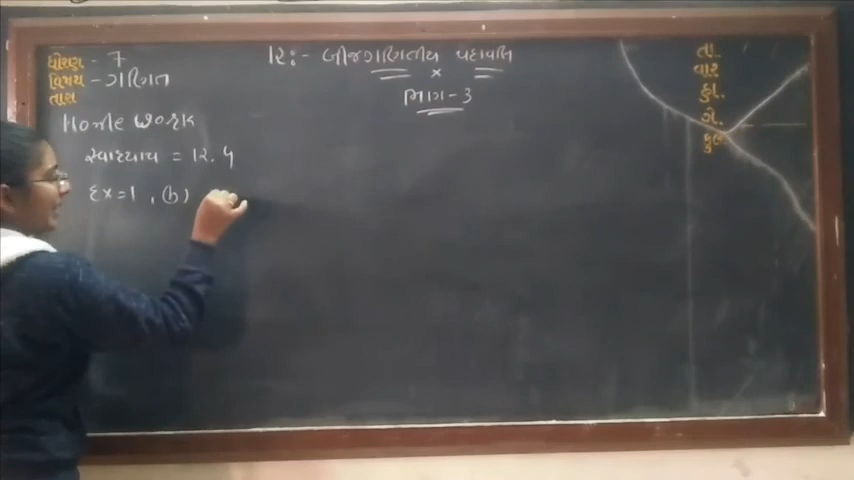 ધોરણ - 7
વિષય - ગણિત
તાસ
12:- બીજગણિતીય પદાવલિ
×
ભાગ-3
Home work
સ્વાધ્યાય = 12.4
Ex=1, (b)
તા.
વાર
હા.
ગે.
કુલ